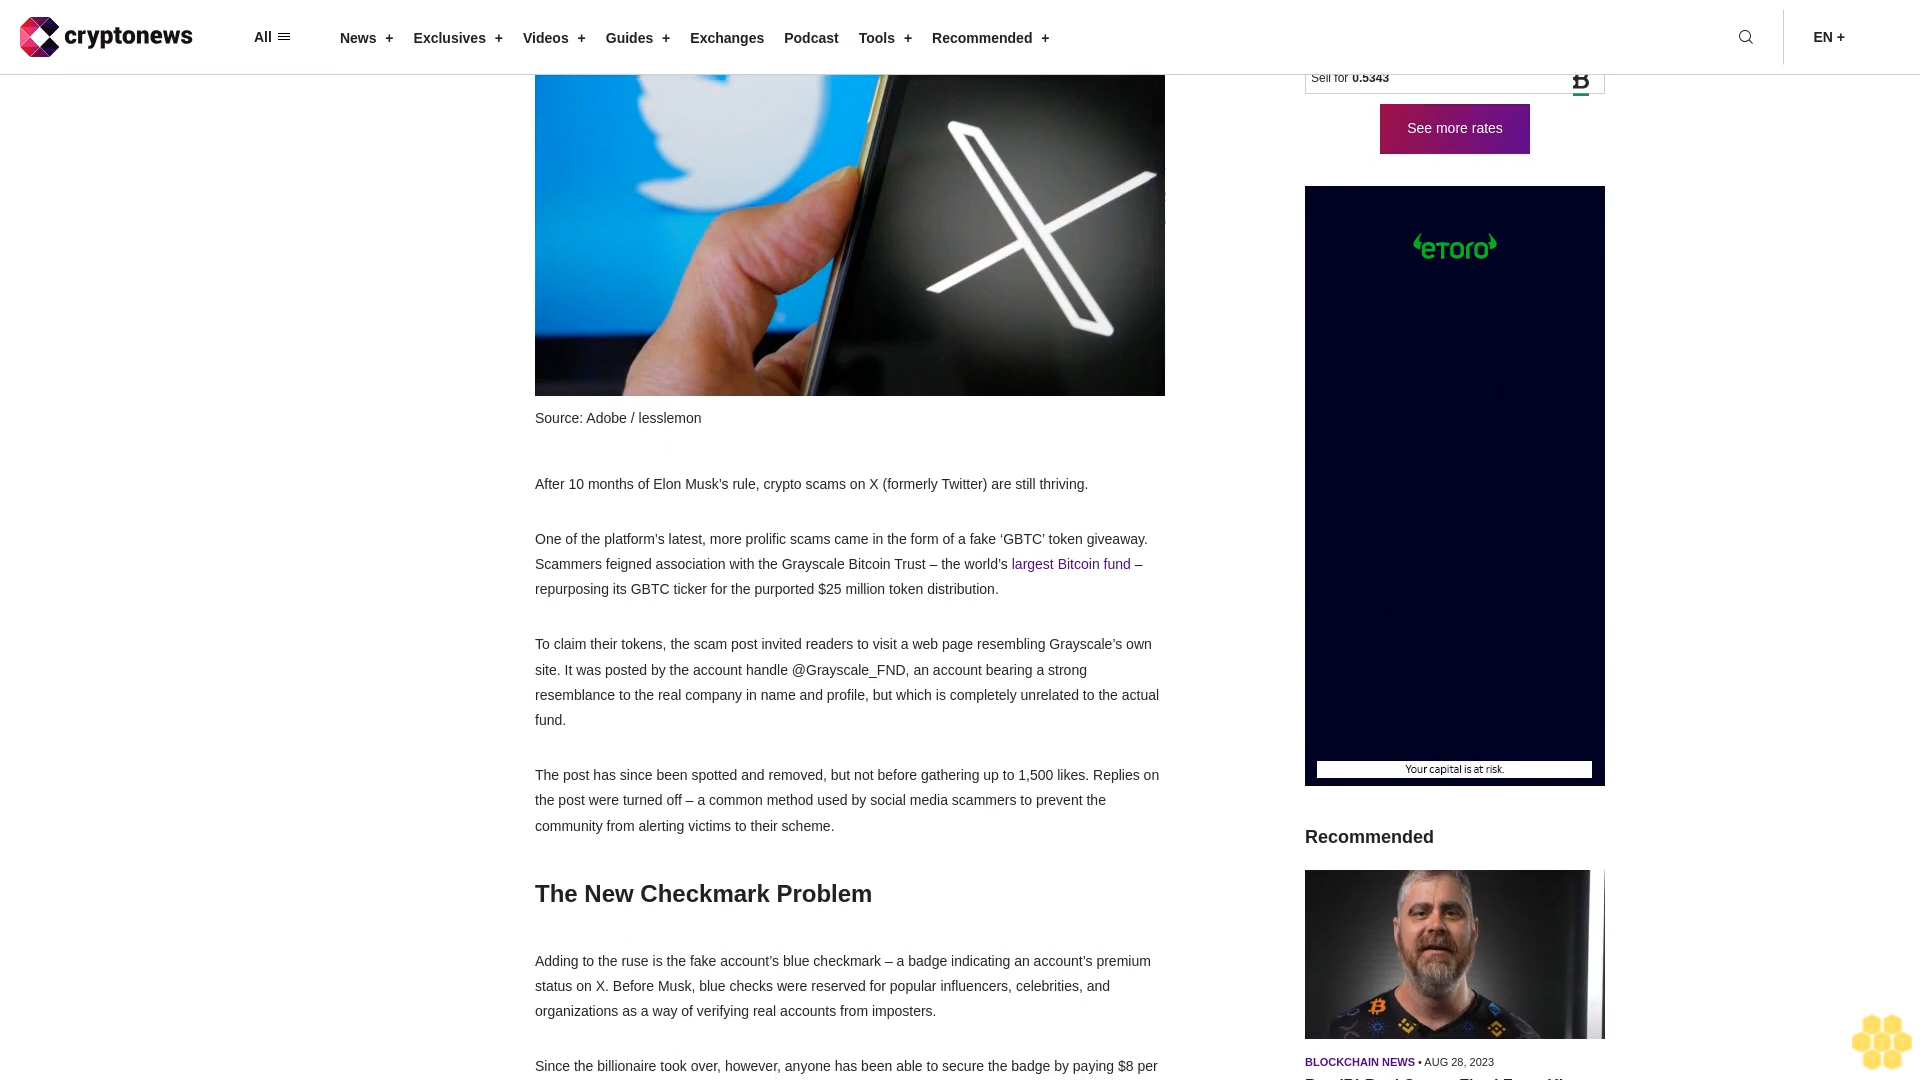 cryptonews
All
News +
Exclusives +
Videos +
Guides +
Exchanges
Podcast
Tools +
Recommended +
EN +
Source: Adobe / lesslemon
After 10 months of Elon Musk’s rule, crypto scams on X (formerly Twitter) are still thriving.
One of the platform’s latest, more prolific scams came in the form of a fake ‘GBTC’ token giveaway.
Scammers feigned association with the Grayscale Bitcoin Trust – the world’s largest Bitcoin fund –
repurposing its GBTC ticker for the purported $25 million token distribution.
To claim their tokens, the scam post invited readers to visit a web page resembling Grayscale’s own
site. It was posted by the account handle @Grayscale_FND, an account bearing a strong
resemblance to the real company in name and profile, but which is completely unrelated to the actual
fund.
The post has since been spotted and removed, but not before gathering up to 1,500 likes. Replies on
the post were turned off – a common method used by social media scammers to prevent the
community from alerting victims to their scheme.
The New Checkmark Problem
Adding to the ruse is the fake account’s blue checkmark – a badge indicating an account’s premium
status on X. Before Musk, blue checks were reserved for popular influencers, celebrities, and
organizations as a way of verifying real accounts from imposters.
Since the billionaire took over, however, anyone has been able to secure the badge by paying $8 per
Sell for 0.5343
See more rates
etoro
Your capital is at risk.
Recommended
BLOCKCHAIN NEWS • AUG 28, 2023